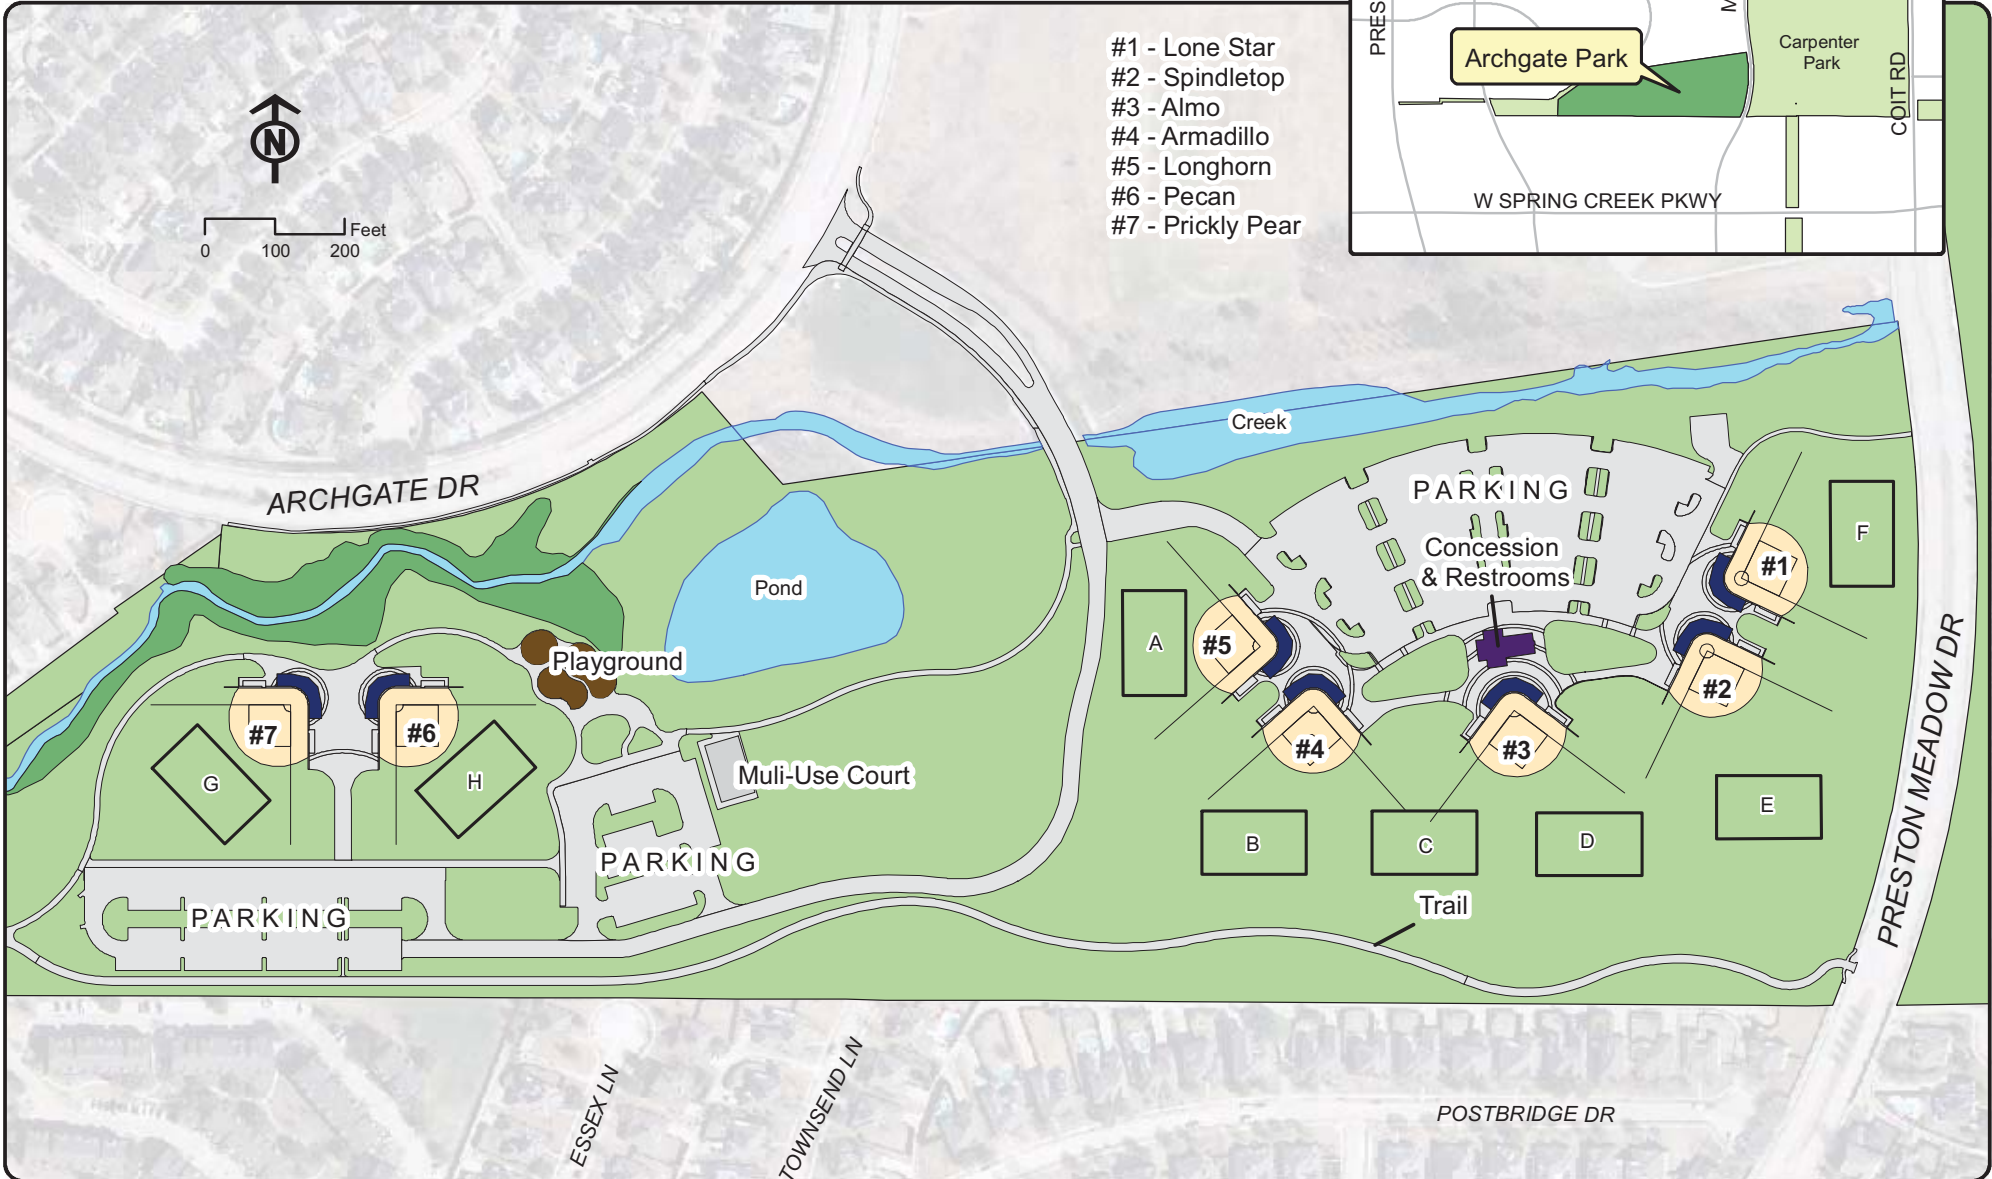 #1 - Lone Star
#2 - Spindletop
#3 - Almo
#4 - Armadillo
#5 - Longhorn
#6 - Pecan
#7 - Prickly Pear
PRES
M
Archgate Park
Carpenter
Park
COIT RD
W SPRING CREEK PKWY
N
Feet
0 100 200
Creek
ARCHGATE DR
PARKING
Concession
& Restrooms
F
#1
Pond
A
#5
Playground
#2
#7
#6
#4
#3
G
H
Muli-Use Court
E
B
C
D
PARKING
PARKING
Trail
PRESTON MEADOW DR
ESSEX LN
TOWNSEND LN
POSTBRIDGE DR